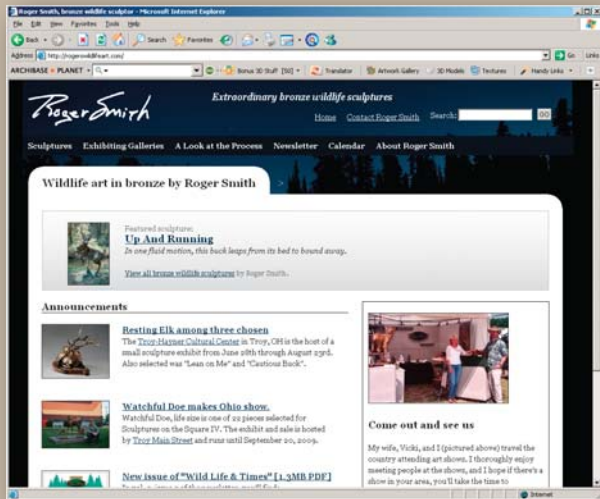 Roger Smith, bronze wildlife sculptor - Microsoft Internet Explorer
File Edit View Favorites Tools Help
Back Search Favorites
Address http://rogerswildlifeart.com/ Go Links
ARCHIBASE PLANET Bonus 3D Stuff [50] Translator Artwork Gallery 3D Models Textures Handy Links
Roger Smith
Extraordinary bronze wildlife sculptures
Home Contact Roger Smith Search: GO
Sculptures Exhibiting Galleries A Look at the Process Newsletter Calendar About Roger Smith
Wildlife art in bronze by Roger Smith >
Featured sculpture:
Up And Running
In one fluid motion, this buck leaps from its bed to bound away.
View all bronze wildlife sculptures by Roger Smith.
Announcements
Resting Elk among three chosen
The Troy-Hayner Cultural Center in Troy, OH is the host of a
small sculpture exhibit from June 28th through August 23rd.
Also selected was "Lean on Me" and "Cautious Buck".
Watchful Doe makes Ohio show.
Watchful Doe, life size is one of 22 pieces selected for
Sculptures on the Square IV. The exhibit and sale is hosted
by Troy Main Street and runs until September 20, 2009.
New issue of "Wild Life & Times" [1.3MB PDF]
Come out and see us
My wife, Vicki, and I (pictured above) travel the
country attending art shows. I thoroughly enjoy
meeting people at the shows, and I hope if there's a
show in your area, you'll take the time to
Internet